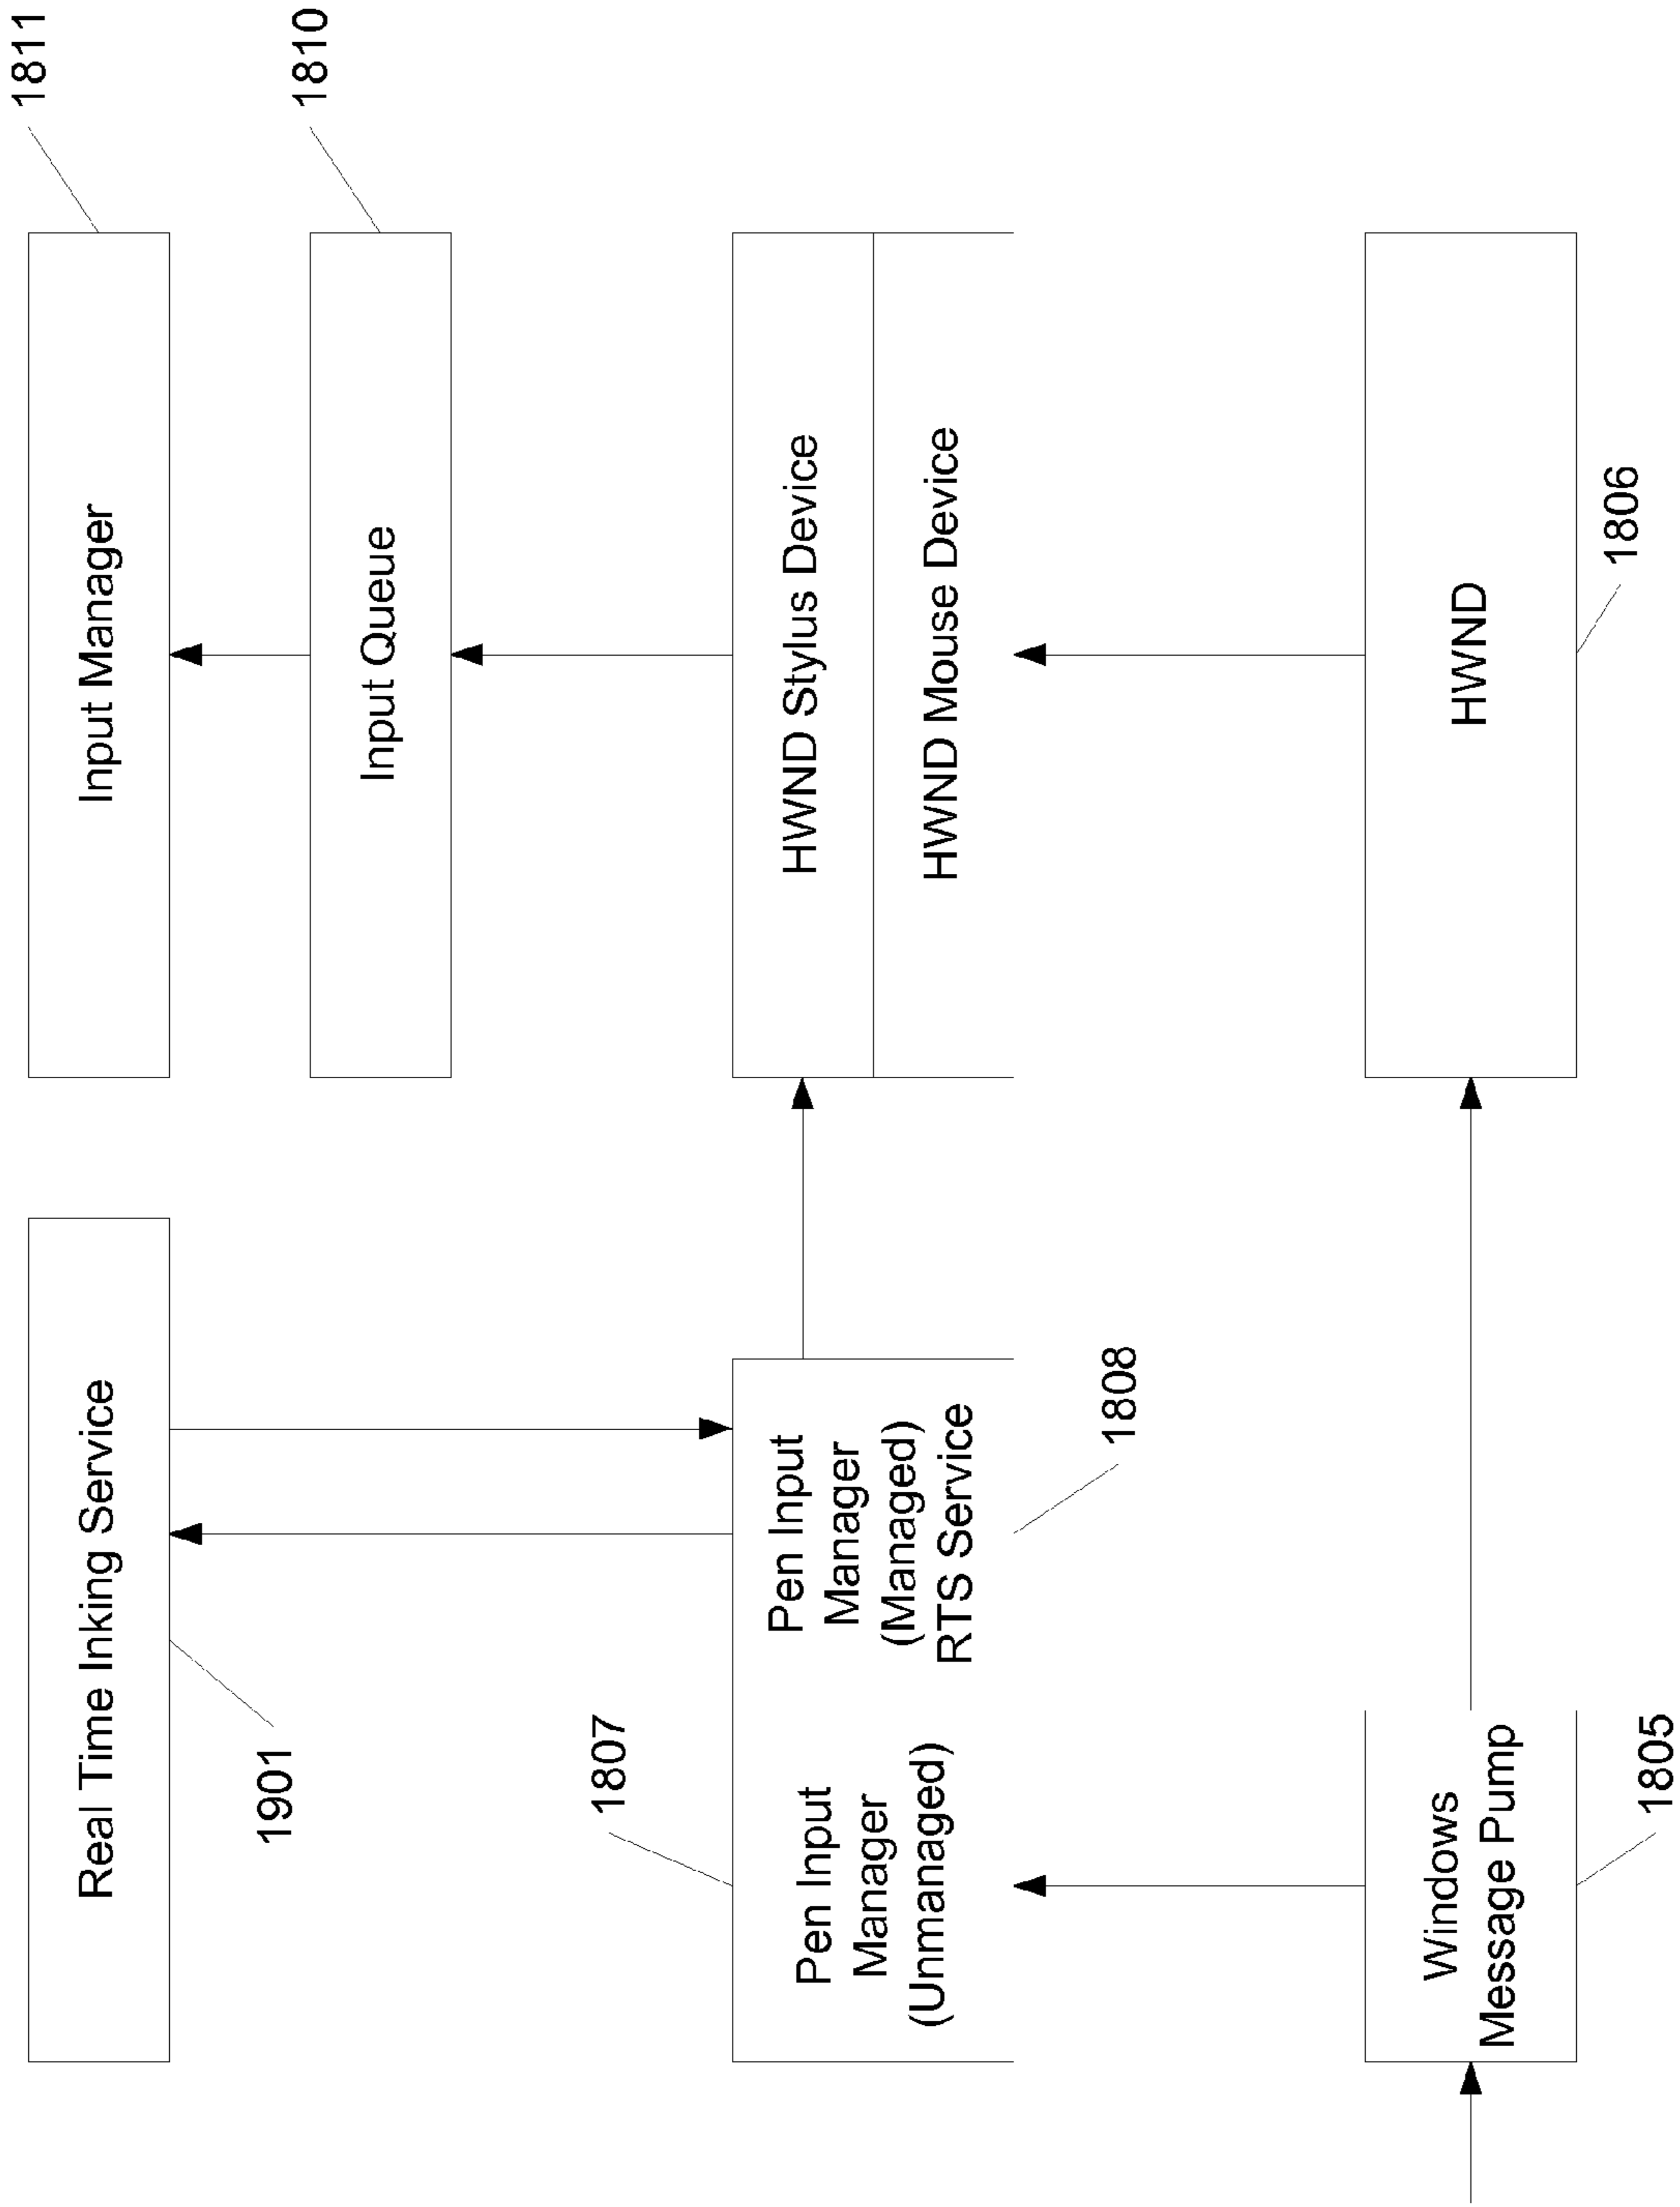 Real Time Inking Service
Input Manager
1811
1901
Input Queue
1810
1807
Pen Input
Manager
(Unmanaged)
Pen Input
Manager
(Managed)
RTS Service
1808
HWND Stylus Device
HWND Mouse Device
Windows
Message Pump
1805
HWND
1806